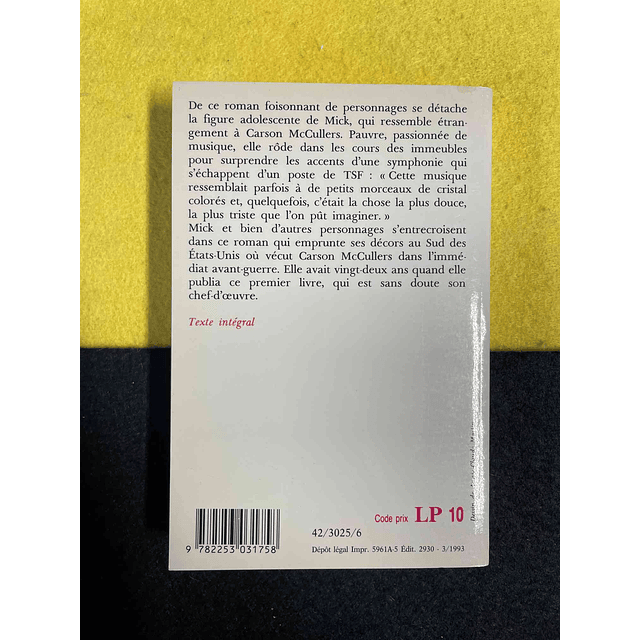 De ce roman foisonnant de personnages se détache
la figure adolescente de Mick, qui ressemble étran-
gement à Carson McCullers. Pauvre, passionnée de
musique, elle rôde dans les cours des immeubles
pour surprendre les accents d'une symphonie qui
s'échappent d'un poste de TSF : « Cette musique
ressemblait parfois à de petits morceaux de cristal
colorés et, quelquefois, c'était la chose la plus douce,
la plus triste que l'on pût imaginer. »
Mick et bien d'autres personnages s'entrecroisent
dans ce roman qui emprunte ses décors au Sud des
États-Unis où vécut Carson McCullers dans l'immé-
diat avant-guerre. Elle avait vingt-deux ans quand elle
publia ce premier livre, qui est sans doute son
chef-d'œuvre.
Texte intégral
Code prix LP 10
42/3025/6
9 782253 031758
Dépôt légal Impr. 5961A-5 Édit. 2930 - 3/1993